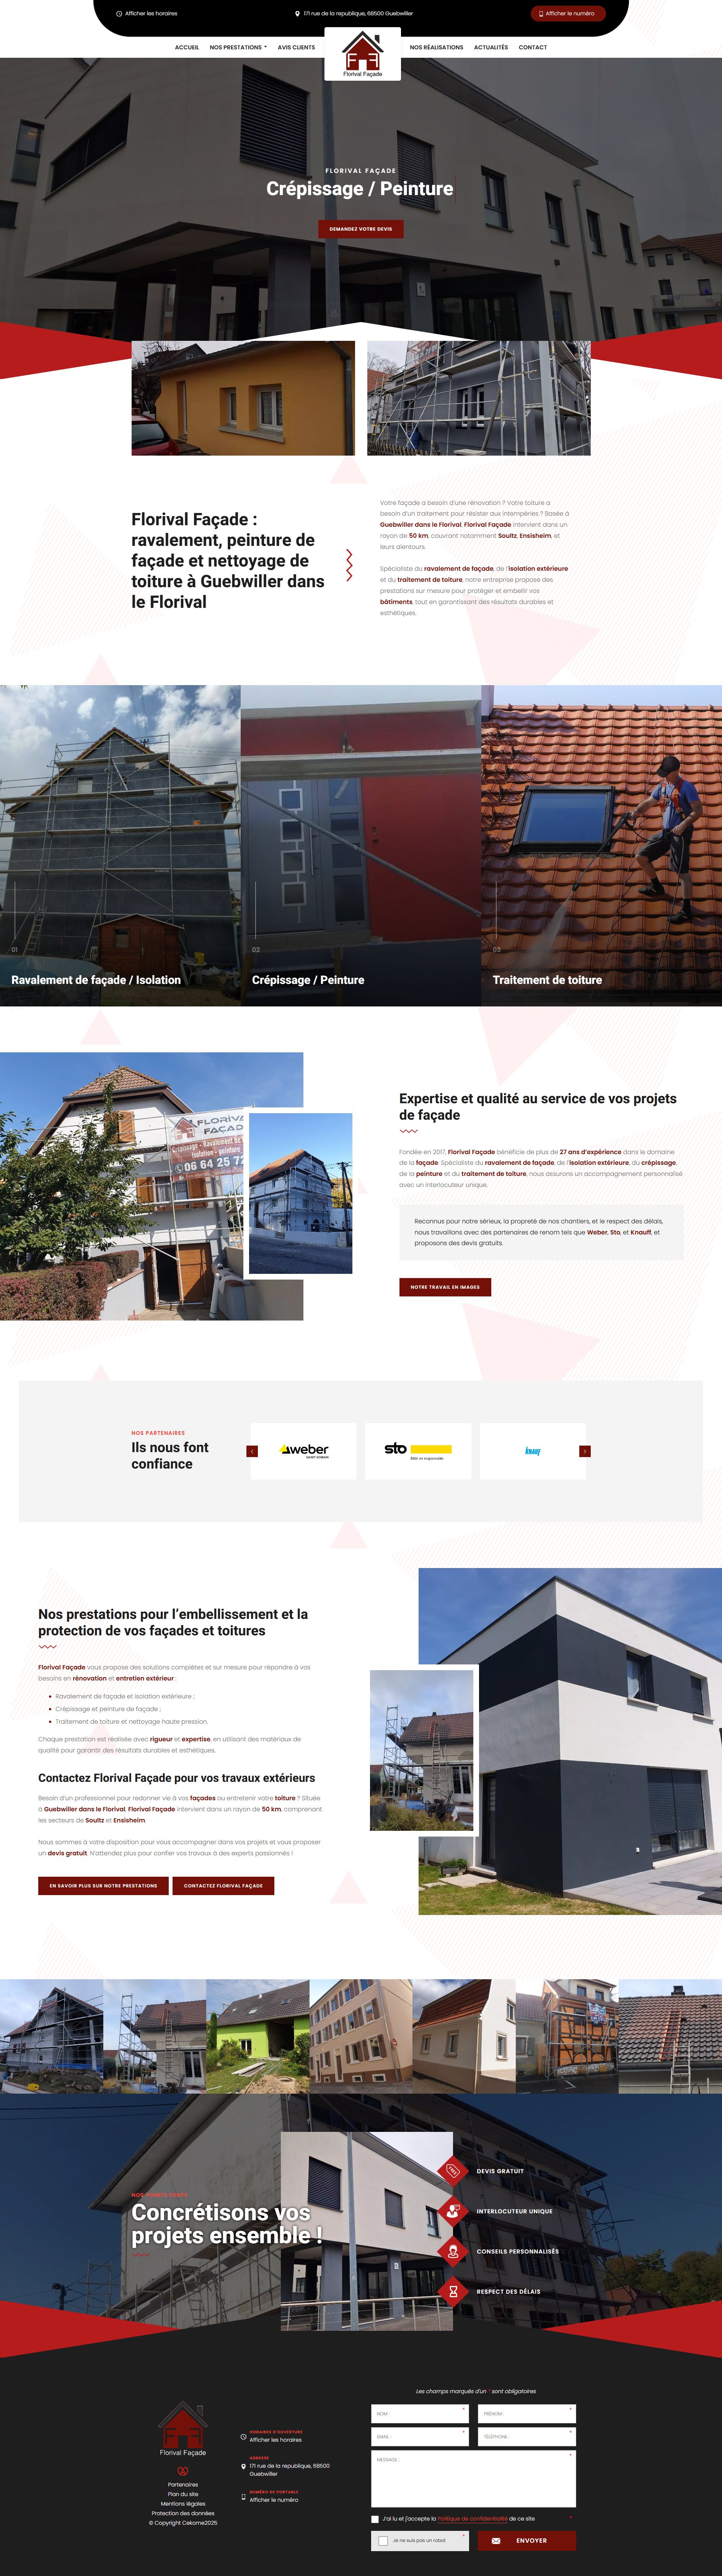 Afficher les horaires
171 rue de la republique, 68500 Guebwiller
Afficher le numéro
ACCUEIL
NOS PRESTATIONS
AVIS CLIENTS
Florival Façade
NOS RÉALISATIONS
ACTUALITÉS
CONTACT
FLORIVAL FAÇADE
Crépissage / Peinture
DEMANDEZ VOTRE DEVIS
Florival Façade :
ravalement, peinture de
façade et nettoyage de
toiture à Guebwiller dans
le Florival
Votre façade a besoin d'une rénovation ? Votre toiture a
besoin d'un traitement pour résister aux intempéries ? Basée à
Guebwiller dans le Florival, Florival Façade intervient dans un
rayon de 50 km, couvrant notamment Soultz, Ensisheim, et
leurs alentours.
Spécialiste du ravalement de façade, de l'isolation extérieure
et du traitement de toiture, notre entreprise propose des
prestations sur mesure pour protéger et embellir vos
bâtiments, tout en garantissant des résultats durables et
esthétiques.
01
Ravalement de façade / Isolation
02
Crépissage / Peinture
03
Traitement de toiture
FLORIVAL
FAÇAD
Crépissage - Ravalement de
Isolation - peinture
06 64 25 7
Expertise et qualité au service de vos projets
de façade
Fondée en 2017, Florival Façade bénéficie de plus de 27 ans d'expérience dans le domaine
de la façade. Spécialiste du ravalement de façade, de l'isolation extérieure, du crépissage,
de la peinture et du traitement de toiture, nous assurons un accompagnement personnalisé
avec un interlocuteur unique.
Reconnus pour notre sérieux, la propreté de nos chantiers, et le respect des délais,
nous travaillons avec des partenaires de renom tels que Weber, Sto, et Knauff, et
proposons des devis gratuits.
NOTRE TRAVAIL EN IMAGES
NOS PARTENAIRES
Ils nous font
confiance
weber
SAINT-GOBAIN
sto
Bâtir en responsable.
KNAUF
Nos prestations pour l'embellissement et la
protection de vos façades et toitures
Florival Façade vous propose des solutions complètes et sur mesure pour répondre à vos
besoins en rénovation et entretien extérieur :
Ravalement de façade et isolation extérieure ;
Crépissage et peinture de façade ;
Traitement de toiture et nettoyage haute pression.
Chaque prestation est réalisée avec rigueur et expertise, en utilisant des matériaux de
qualité pour garantir des résultats durables et esthétiques.
Contactez Florival Façade pour vos travaux extérieurs
Besoin d'un professionnel pour redonner vie à vos façades ou entretenir votre toiture ? Située
à Guebwiller dans le Florival, Florival Façade intervient dans un rayon de 50 km, comprenant
les secteurs de Soultz et Ensisheim.
Nous sommes à votre disposition pour vous accompagner dans vos projets et vous proposer
un devis gratuit. N'attendez plus pour confier vos travaux à des experts passionnés !
EN SAVOIR PLUS SUR NOTRE PRESTATIONS
CONTACTEZ FLORIVAL FAÇADE
NOS POINTS FORTS
Concrétisons vos
projets ensemble !
DEVIS GRATUIT
INTERLOCUTEUR UNIQUE
CONSEILS PERSONNALISÉS
RESPECT DES DÉLAIS
Florival Façade
Partenaires
Plan du site
Mentions légales
Protection des données
© Copyright Cekome2025
HORAIRES D'OUVERTURE
Afficher les horaires
ADRESSE
171 rue de la republique, 68500
Guebwiller
NUMÉRO DE PORTABLE
Afficher le numéro
Les champs marqués d'un * sont obligatoires
NOM : *
PRÉNOM : *
EMAIL : *
TÉLÉPHONE : *
MESSAGE : *
J'ai lu et j'accepte la Politique de confidentialité de ce site *
Je ne suis pas un robot *
ENVOYER